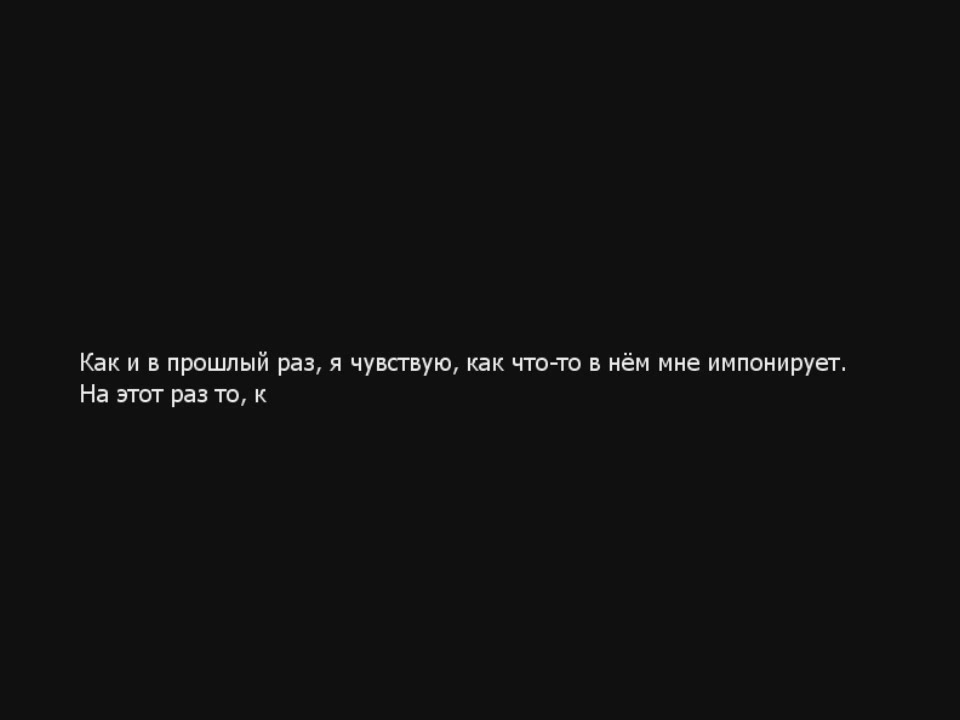 Как и в прошлый раз, я чувствую, как что-то в нём мне импонирует.
На этот раз то, к